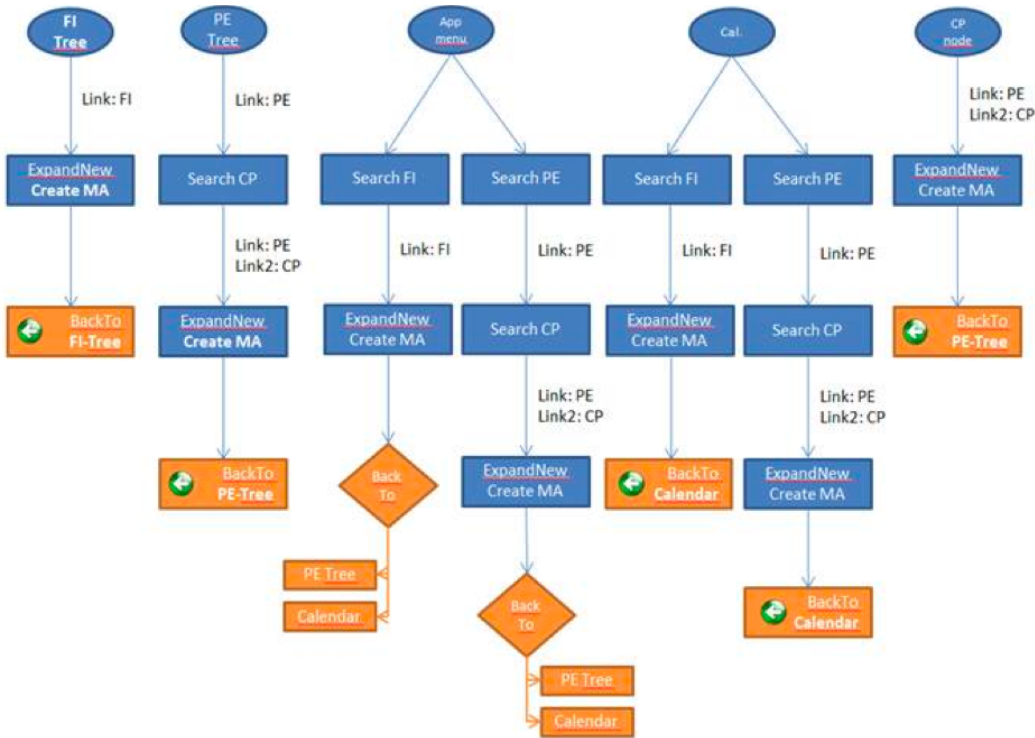 FI
Tree
PE
Tree
App
menu
Cal.
CP
node
Link: FI
Link: PE
Link: PE
Link2: CP
ExpandNew
Create MA
Search CP
Search FI
Search PE
Search FI
Search PE
ExpandNew
Create MA
Link: PE
Link2: CP
Link: FI
Link: PE
Link: FI
Link: PE
BackTo
FI-Tree
ExpandNew
Create MA
ExpandNew
Create MA
Search CP
ExpandNew
Create MA
Search CP
BackTo
PE-Tree
Link: PE
Link2: CP
Link: PE
Link2: CP
BackTo
PE-Tree
Back
To
ExpandNew
Create MA
BackTo
Calendar
ExpandNew
Create MA
PE Tree
Calendar
Back
To
BackTo
Calendar
PE Tree
Calendar